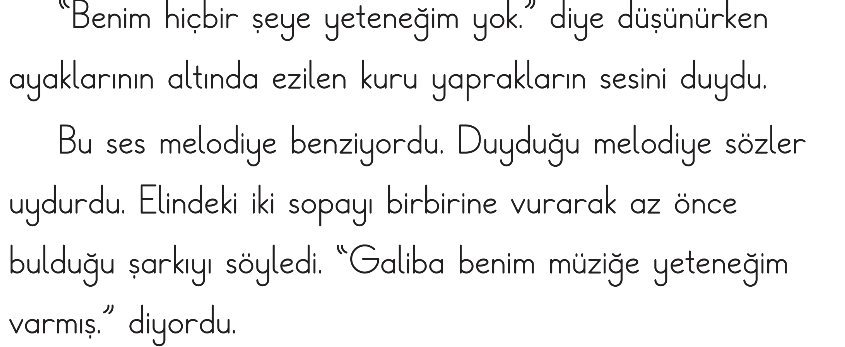 “Benim hiçbir şeye yeteneğim yok.” diye düşünürken
ayaklarının altında ezilen kuru yaprakların sesini duydu.
Bu ses melodiye benziyordu. Duyduğu melodiye sözler
uydurdu. Elindeki iki sopayı birbirine vurarak az önce
bulduğu şarkıyı söyledi. “Galiba benim müziğe yeteneğim
varmış.” diyordu.